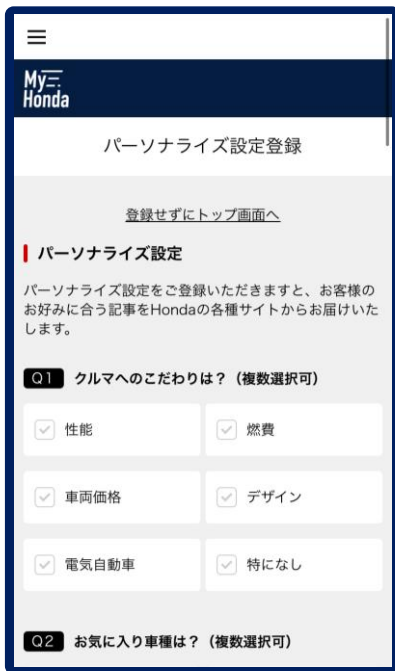 My
Honda
パーソナライズ設定登録
登録せずにトップ画面へ
パーソナライズ設定
パーソナライズ設定をご登録いただきますと、お客様の
お好みに合う記事をHondaの各種サイトからお届けいた
します。
Q1 クルマへのこだわりは？（複数選択可）
性能 燃費
車両価格 デザイン
電気自動車 特になし
Q2 お気に入り車種は？（複数選択可）